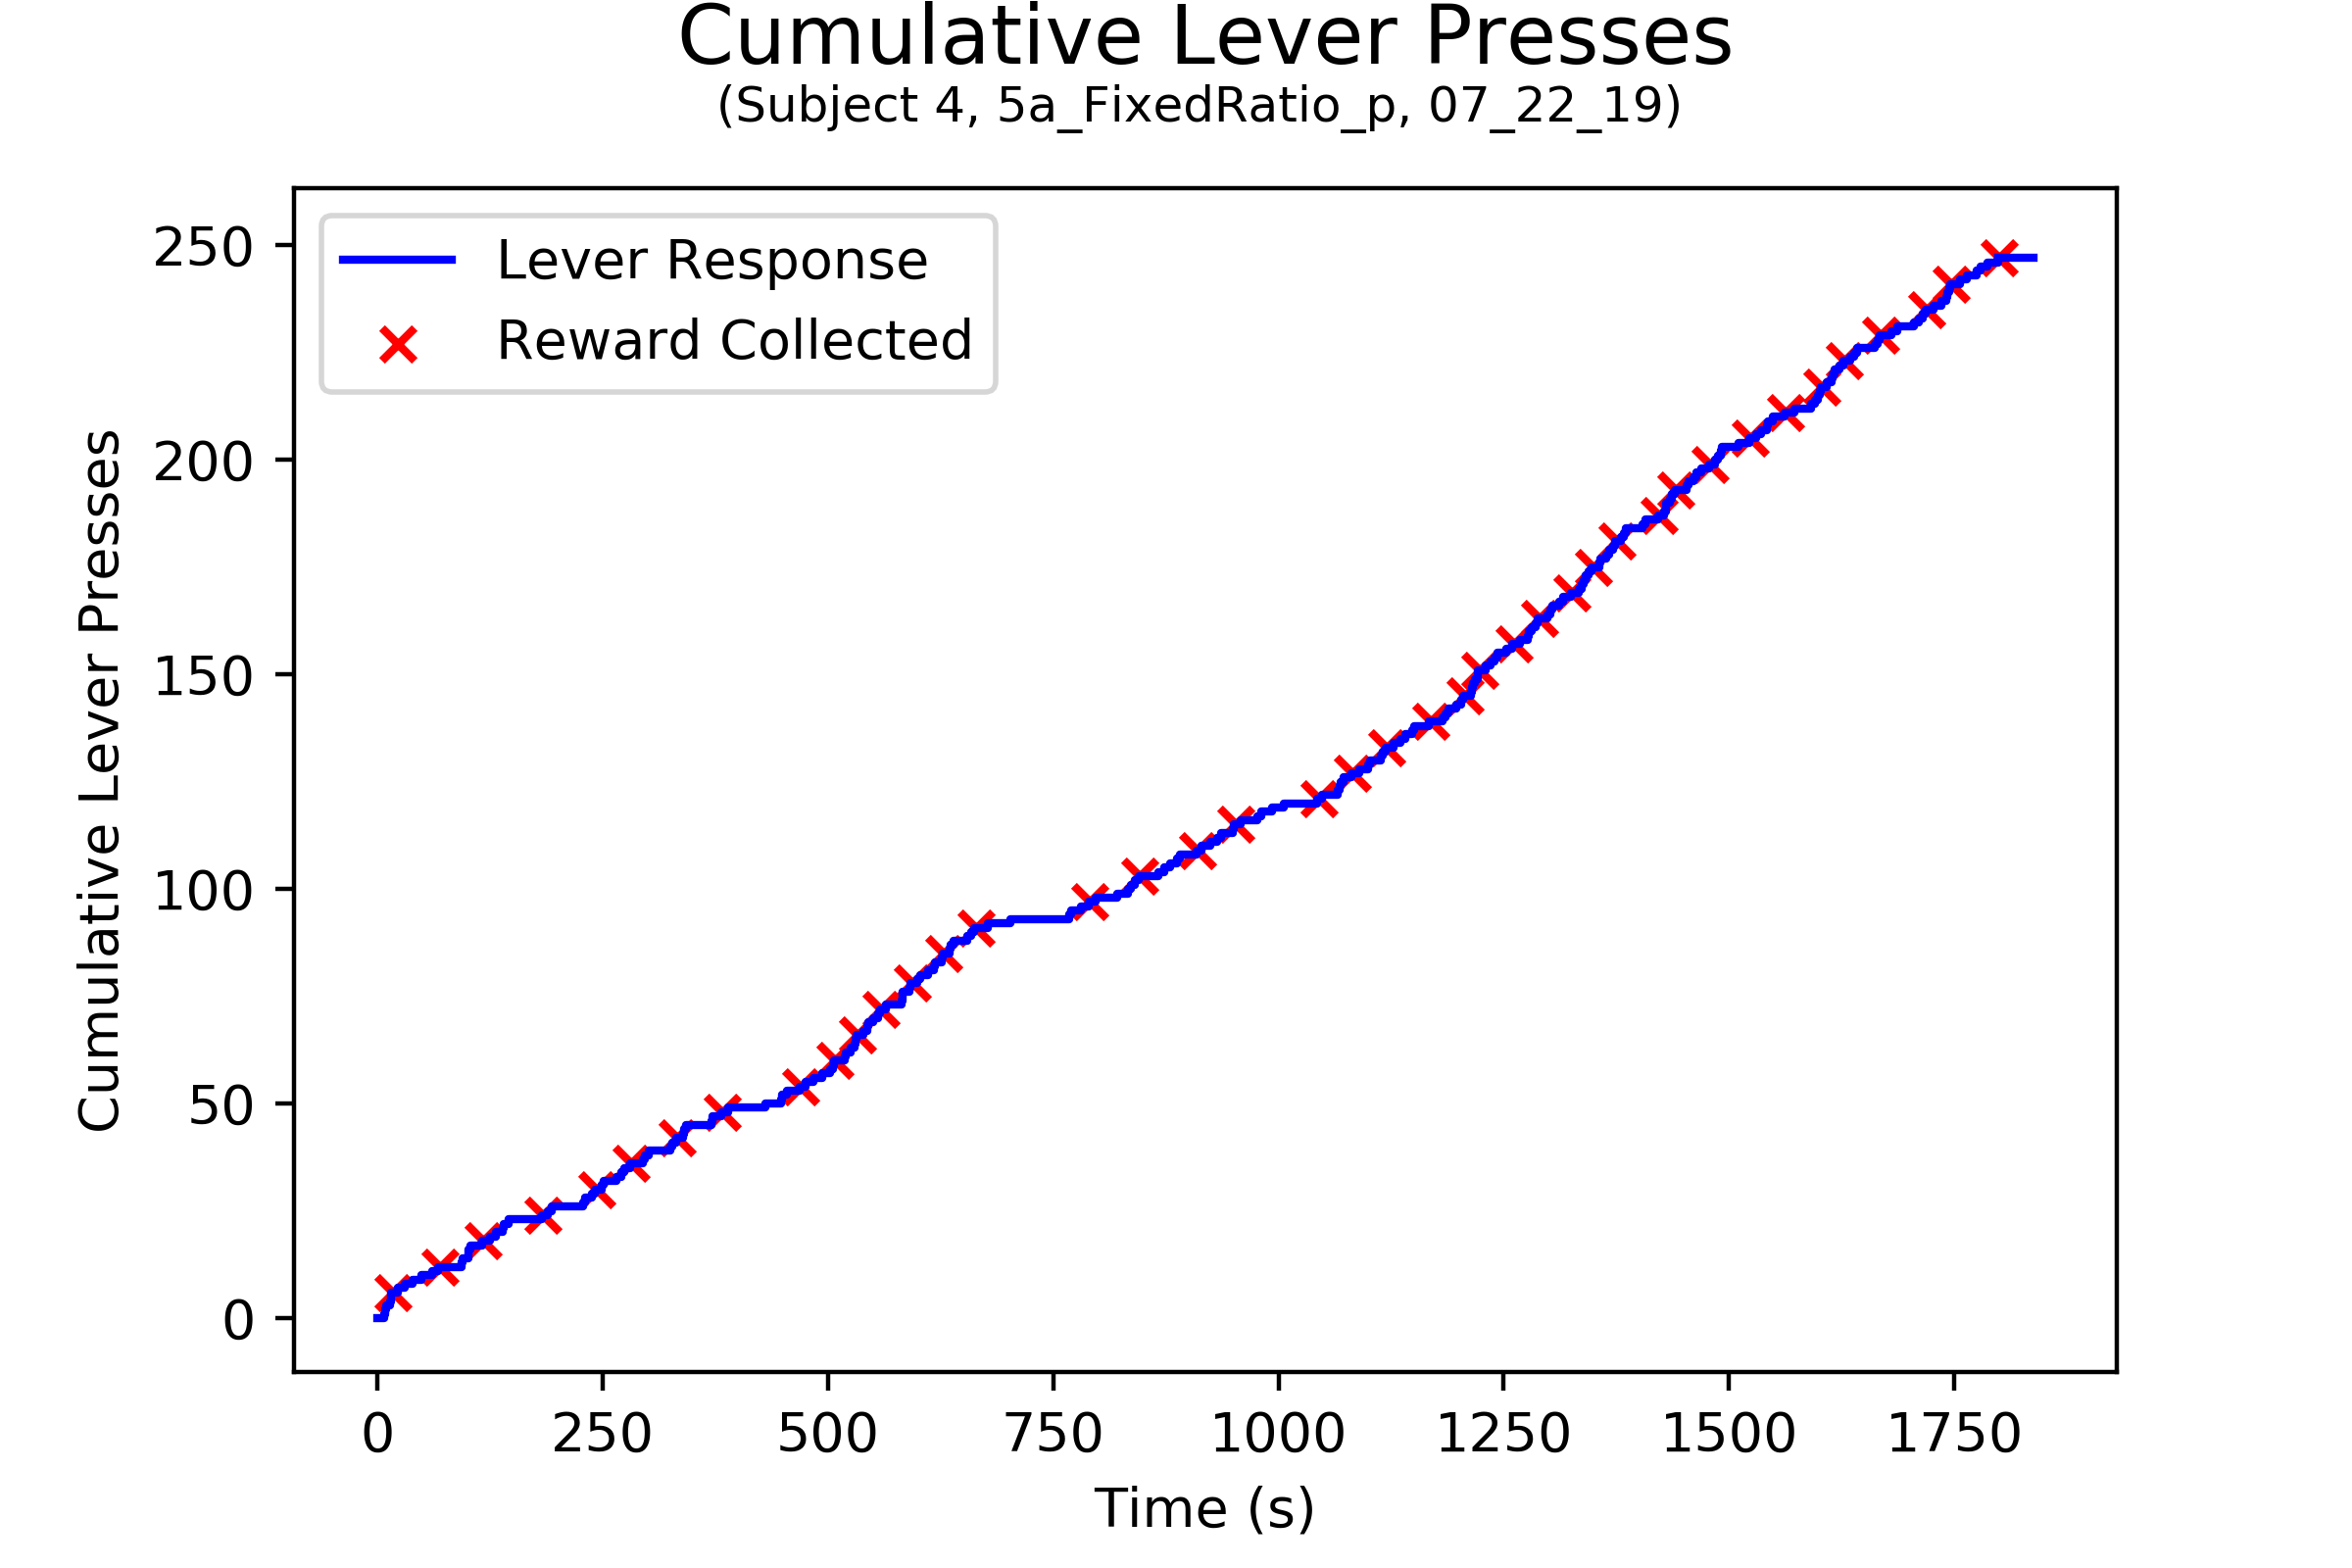 Cumulative Lever Presses
(Subject 4, 5a_FixedRatio_p, 07_22_19)
Lever Response
Reward Collected
Cumulative Lever Presses
250
200
150
100
50
0
0 250 500 750 1000 1250 1500 1750
Time (s)